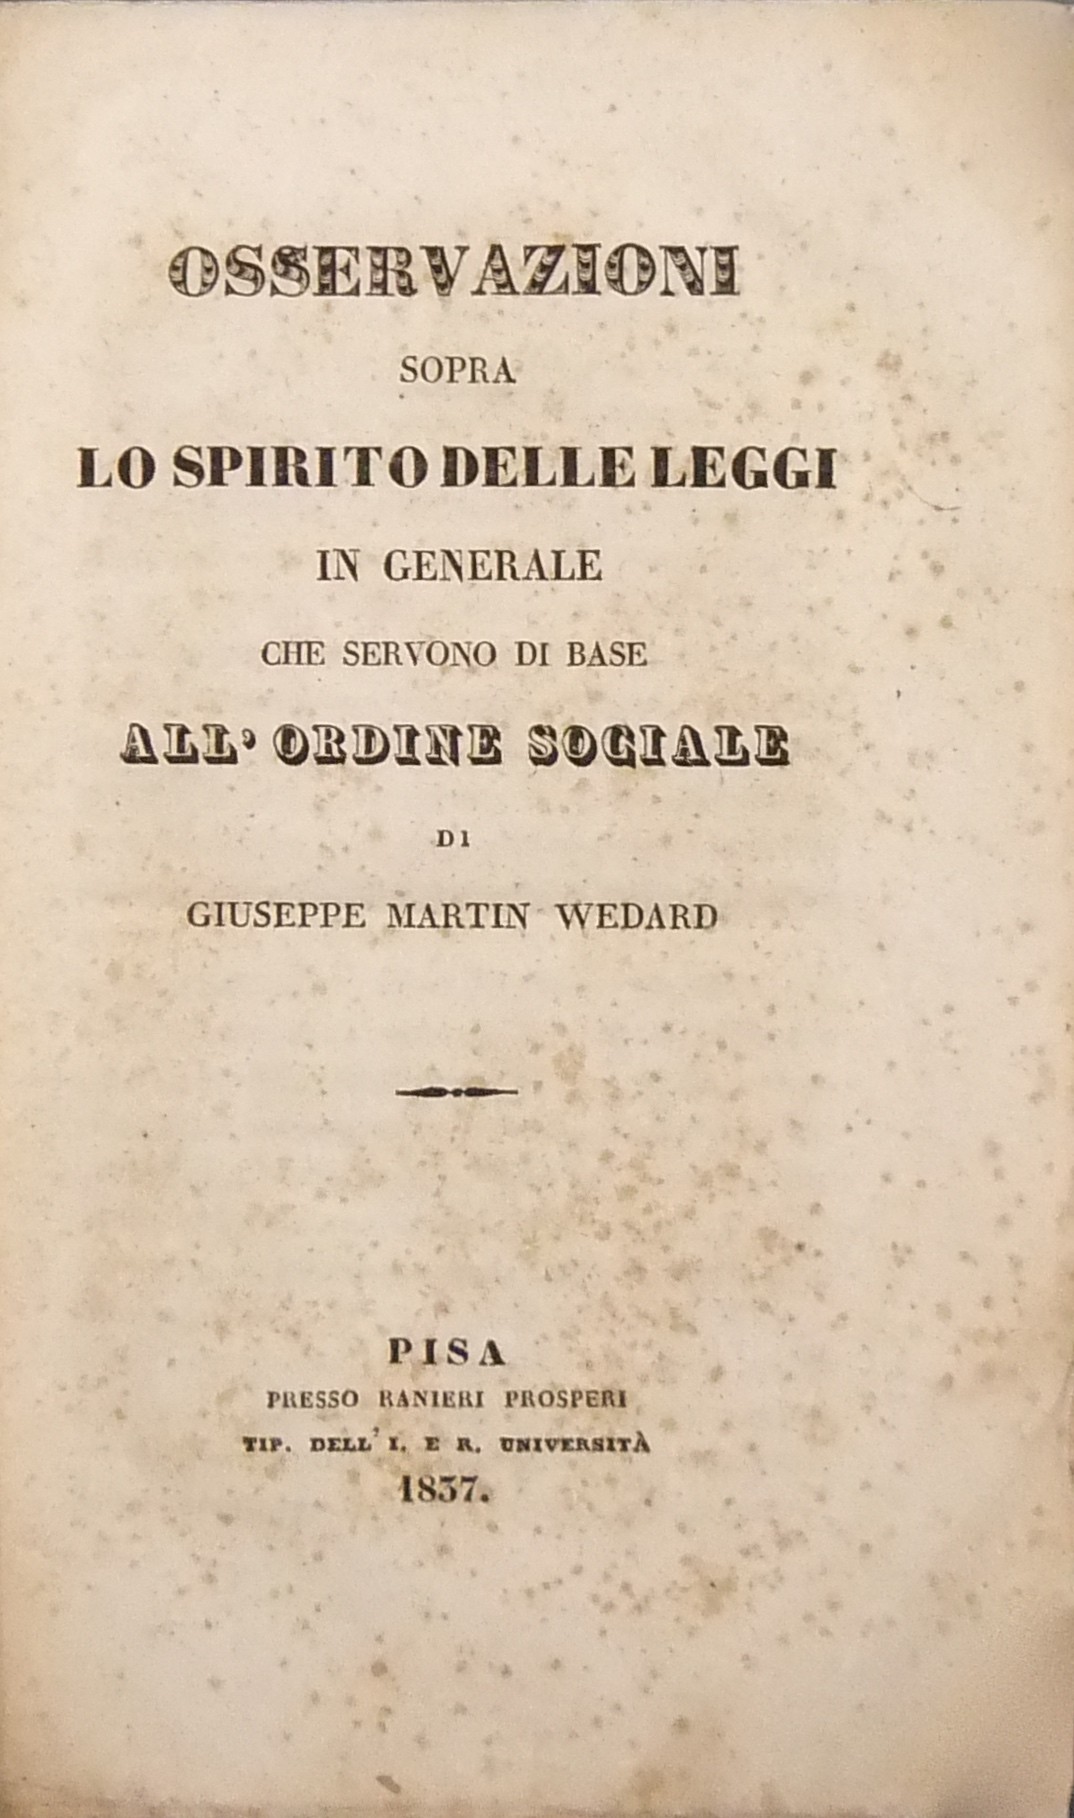 OSSERVAZIONI
SOPRA
LO SPIRITO DELLE LEGGI
IN GENERALE
CHE SERVONO DI BASE
ALL' ORDINE SOCIALE
DI
GIUSEPPE MARTIN WEDARD
PISA
PRESSO RANIERI PROSPERI
TIP. DELL' I. E R. UNIVERSITÀ
1837.